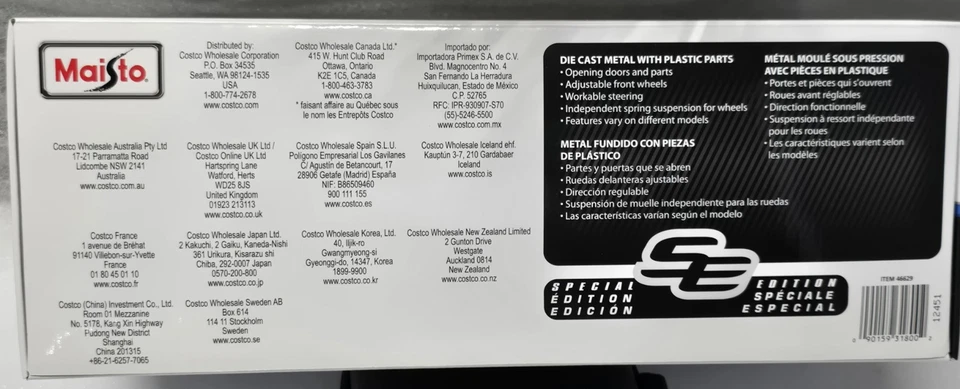 Maisto
Distributed by:
Costco Wholesale Corporation
P.O. Box 34535
Seattle, WA 98124-1535
USA
1-800-774-2678
www.costco.com
Costco Wholesale Canada Ltd.*
415 W. Hunt Club Road
Ottawa, Ontario
K2E 1C5, Canada
1-800-463-3783
www.costco.ca
* faisant affaire au Québec sous
le nom les Entrepôts Costco
Importado por:
Importadora Primex S.A. de C.V.
Blvd. Magnocentro No. 4
San Fernando La Herradura
Huixquilucan, Estado de México
C.P. 52765
RFC: IPR-930907-S70
(55)-5246-5500
www.costco.com.mx
Costco Wholesale Australia Pty Ltd
17-21 Parramatta Road
Lidcombe NSW 2141
Australia
www.costco.com.au
Costco Wholesale UK Ltd /
Costco Online UK Ltd
Hartspring Lane
Watford, Herts
WD25 8JS
United Kingdom
01923 213113
www.costco.co.uk
Costco Wholesale Spain S.L.U.
Polígono Empresarial Los Gavilanes
C/ Agustín de Betancourt, 17
28906 Getafe (Madrid) España
NIF: B86509460
900 111 155
www.costco.es
Costco Wholesale Iceland ehf.
Kauptún 3-7, 210 Gardabaer
Iceland
www.costco.is
Costco France
1 avenue de Bréhat
91140 Villebon-sur-Yvette
France
01 80 45 01 10
www.costco.fr
Costco Wholesale Japan Ltd.
2 Kakuchi, 2 Gaiku, Kaneda-Nishi
361 Urikura, Kisarazu shi
Chiba, 292-0007 Japan
0570-200-800
www.costco.co.jp
Costco Wholesale Korea, Ltd.
40, Iljik-ro
Gwangmyeong-si
Gyeonggi-do, 14347, Korea
1899-9900
www.costco.co.kr
Costco Wholesale New Zealand Limited
2 Gunton Drive
Westgate
Auckland 0814
New Zealand
www.costco.co.nz
Costco (China) Investment Co., Ltd.
Room 01 Mezzanine
No. 5178, Kang Xin Highway
Pudong New District
Shanghai
China 201315
+86-21-6257-7065
Costco Wholesale Sweden AB
Box 614
114 11 Stockholm
Sweden
www.costco.se
DIE CAST METAL WITH PLASTIC PARTS
• Opening doors and parts
• Adjustable front wheels
• Workable steering
• Independent spring suspension for wheels
• Features vary on different models
METAL FUNDIDO CON PIEZAS
DE PLÁSTICO
• Partes y puertas que se abren
• Ruedas delanteras ajustables
• Dirección regulable
• Suspensión de muelle independiente para las ruedas
• Las características varían según el modelo
MÉTAL MOULÉ SOUS PRESSION
AVEC PIÈCES EN PLASTIQUE
• Portes et pièces qui s'ouvrent
• Roues avant réglables
• Direction fonctionnelle
• Suspension à ressort indépendante
pour les roues
• Les caractéristiques varient selon
les modèles
SE
SPECIAL EDITION
ÉDITION SPÉCIALE
EDICIÓN ESPECIAL
ITEM 46629
12451
0 90159 31800 2